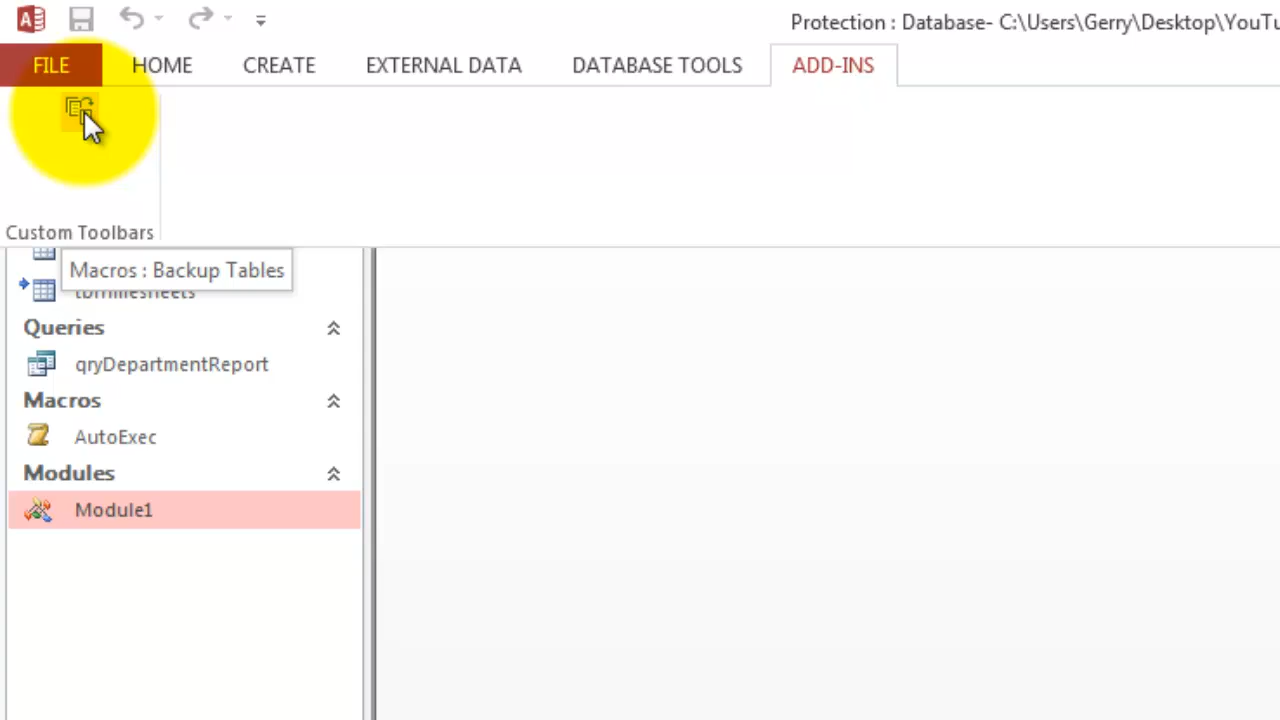 Protection : Database- C:\Users\Gerry\Desktop\YouTu
FILE HOME CREATE EXTERNAL DATA DATABASE TOOLS ADD-INS
Custom Toolbars
Macros : Backup Tables
Queries
qryDepartmentReport
Macros
AutoExec
Modules
Module1